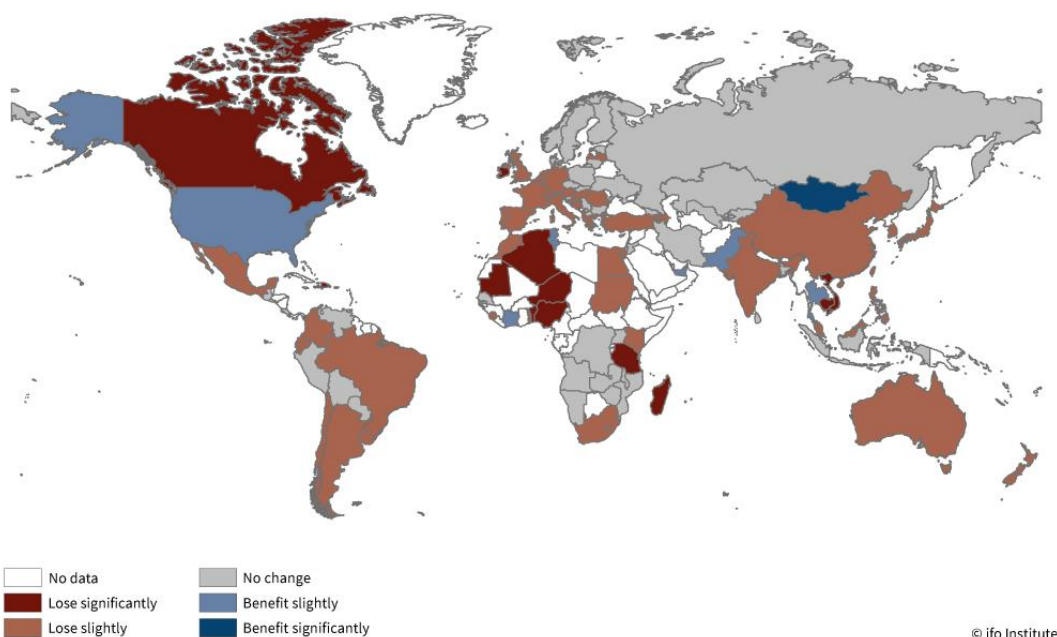 No data
No change
Lose significantly
Benefit slightly
Lose slightly
Benefit significantly
© ifo Institute